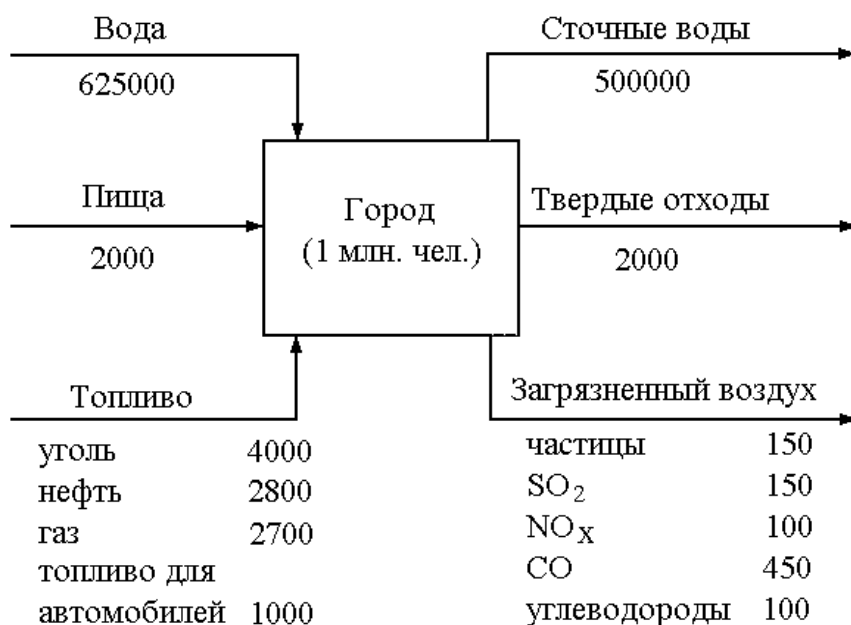 Вода
625000
Сточные воды
500000
Пища
2000
Город
(1 млн. чел.)
Твердые отходы
2000
Топливо
уголь 4000
нефть 2800
газ 2700
топливо для
автомобилей 1000
Загрязненный воздух
частицы 150
SO₂ 150
NOX 100
CO 450
углеводороды 100